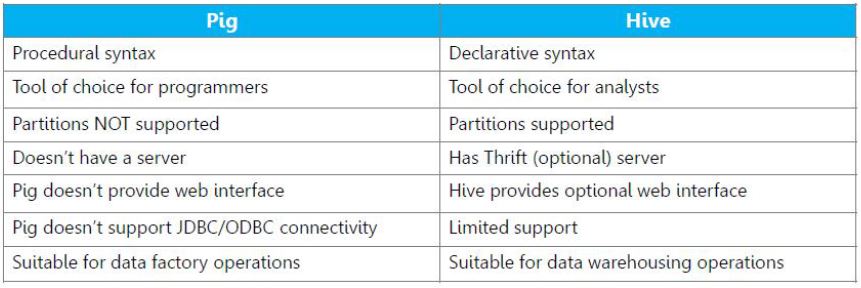 Pig Hive
Procedural syntax Declarative syntax
Tool of choice for programmers Tool of choice for analysts
Partitions NOT supported Partitions supported
Doesn't have a server Has Thrift (optional) server
Pig doesn't provide web interface Hive provides optional web interface
Pig doesn't support JDBC/ODBC connectivity Limited support
Suitable for data factory operations Suitable for data warehousing operations